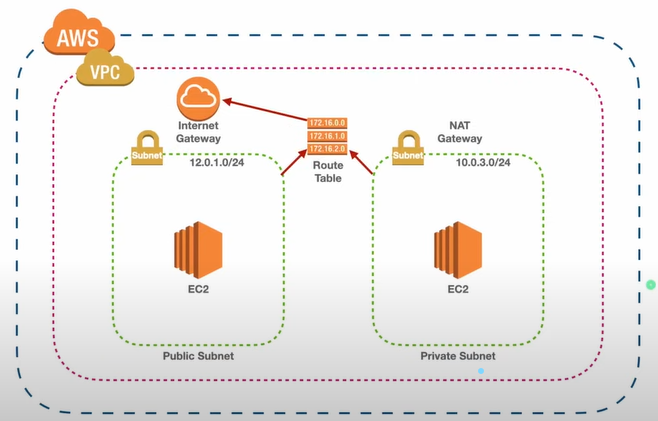 AWS
VPC
Internet
Gateway
172.16.0.0
172.16.1.0
172.16.2.0
Route
Table
NAT
Gateway
Subnet
12.0.1.0/24
Subnet
10.0.3.0/24
EC2
EC2
Public Subnet
Private Subnet